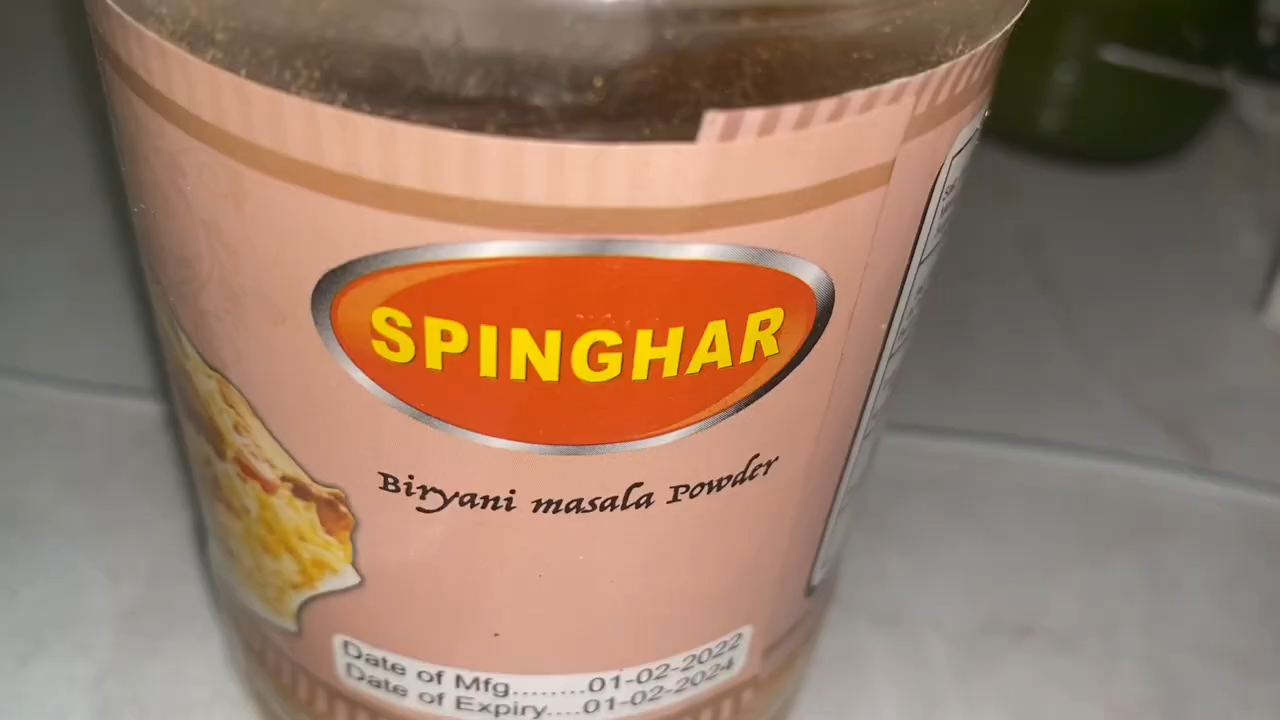 SPINGHAR
Biryani masala Powder
Date of Mfg........01-02-2022
Date of Expiry....01-02-2024